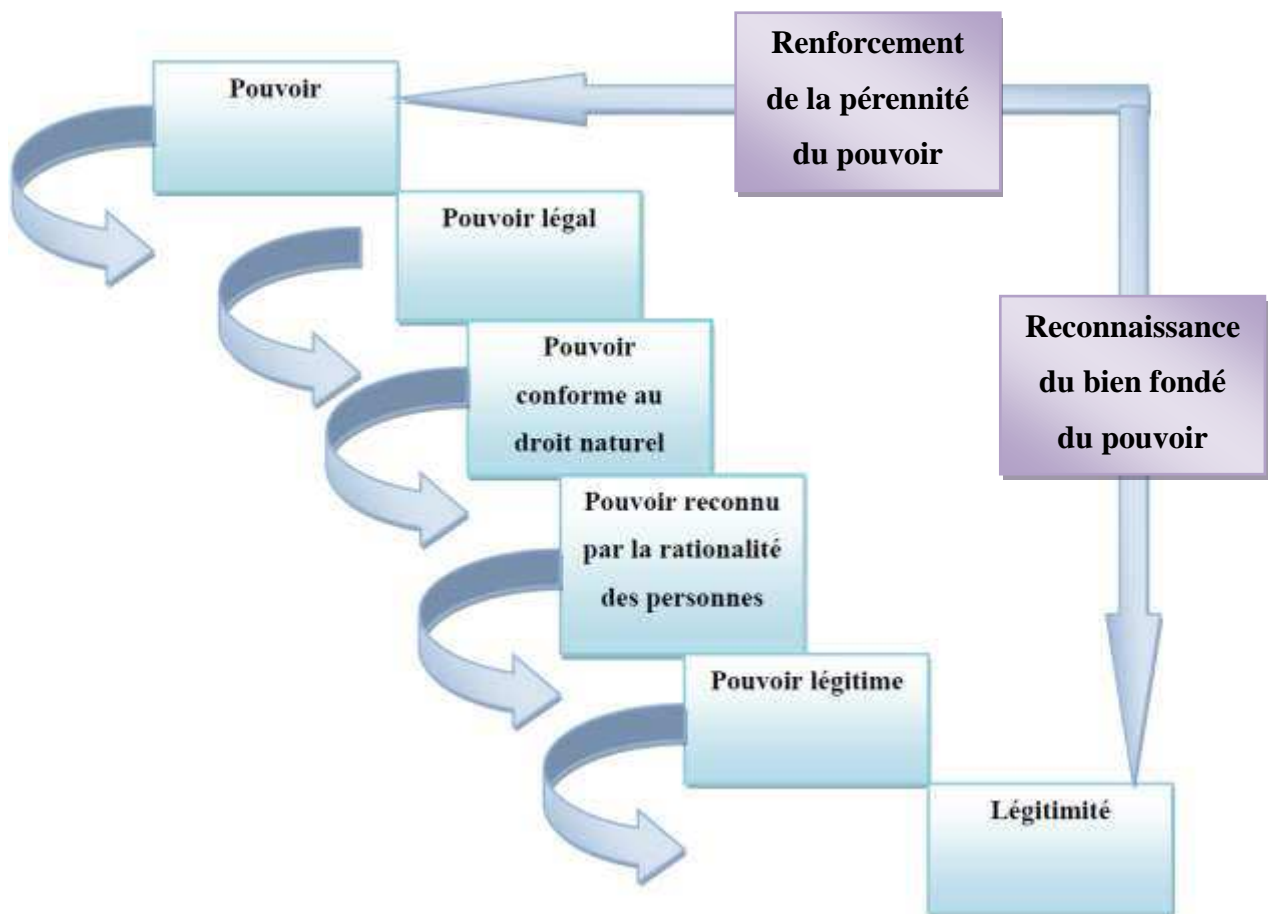 Renforcement
de la pérennité
du pouvoir
Pouvoir
Pouvoir légal
Reconnaissance
du bien fondé
du pouvoir
Pouvoir
conforme au
droit naturel
Pouvoir reconnu
par la rationalité
des personnes
Pouvoir légitime
Légitimité